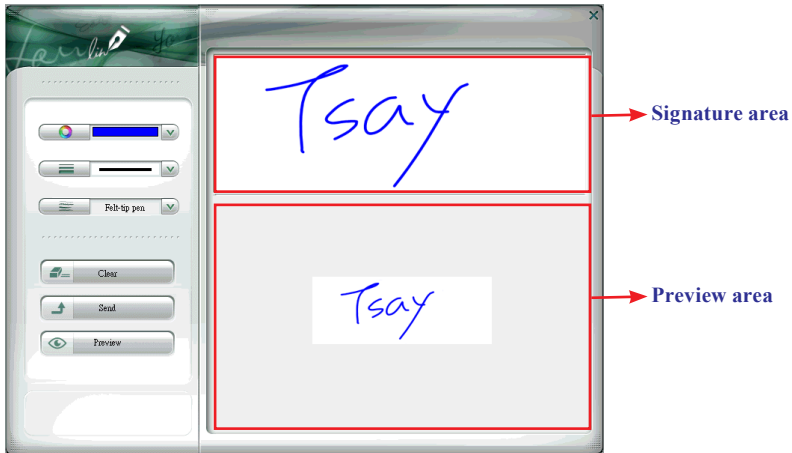 Tsay
Signature area
Felt-tip pen
Clear
Send
Preview
Tsay
Preview area